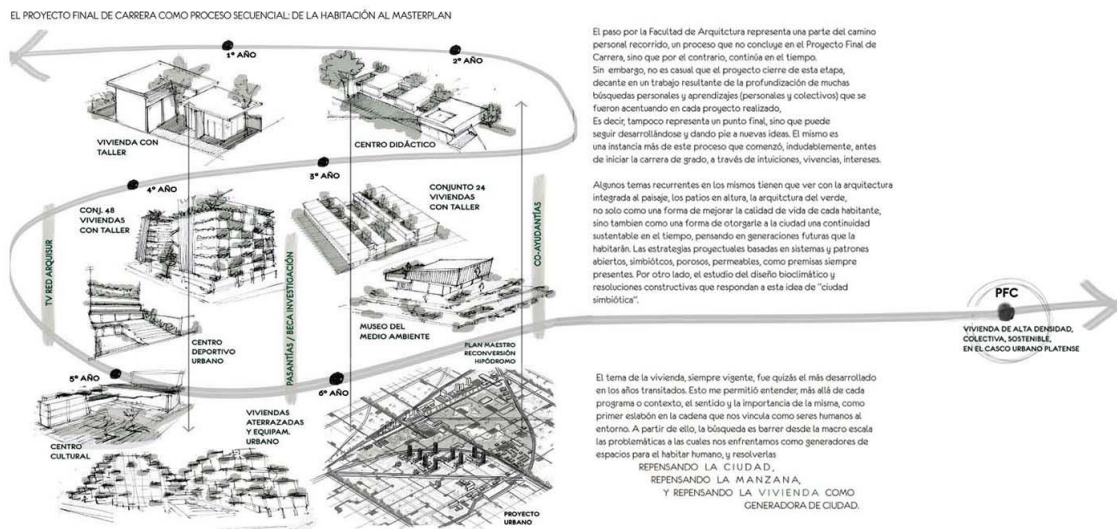 EL PROYECTO FINAL DE CARRERA COMO PROCESO SECUENCIAL: DE LA HABITACIÓN AL MASTERPLAN
1º AÑO
2º AÑO
VIVIENDA CON
TALLER
CENTRO DIDÁCTICO
3º AÑO
4º AÑO
CONJ. 48
VIVIENDAS
CON TALLER
CONJUNTO 24
VIVIENDAS
CON TALLER
TV RED ARQUISUR
PASANTÍAS / BECA INVESTIGACIÓN
CO-AYUDANTÍAS
CENTRO
DEPORTIVO
URBANO
MUSEO DEL
MEDIO AMBIENTE
PLAN MAESTRO
RECONVERSIÓN
HIPÓDROMO
5º AÑO
6º AÑO
CENTRO
CULTURAL
VIVIENDAS
ATERRAZADAS
Y EQUIPAM.
URBANO
PROYECTO
URBANO
El paso por la Facultad de Arquitctura representa una parte del camino
personal recorrido, un proceso que no concluye en el Proyecto Final de
Carrera, sino que por el contrario, continúa en el tiempo.
Sin embargo, no es casual que el proyecto cierre de esta etapa,
decante en un trabajo resultante de la profundización de muchas
búsquedas personales y aprendizajes (personales y colectivos) que se
fueron acentuando en cada proyecto realizado,
Es decir, tampoco representa un punto final, sino que puede
seguir desarrollándose y dando pie a nuevas ideas. El mismo es
una instancia más de este proceso que comenzó, indudablemente, antes
de iniciar la carrera de grado, a través de intuiciones, vivencias, intereses.
Algunos temas recurrentes en los mismos tienen que ver con la arquitectura
integrada al paisaje, los patios en altura, la arquitctura del verde,
no solo como una forma de mejorar la calidad de vida de cada habitante,
sino tambien como una forma de otorgarle a la ciudad una continuidad
sustentable en el tiempo, pensando en generaciones futuras que la
habitarán. Las estrategias proyectuales basadas en sistemas y patrones
abiertos, simbiótcos, porosos, permeables, como premisas siempre
presentes. Por otro lado, el estudio del diseño bioclimático y
resoluciones constructivas que respondan a esta idea de "ciudad
simbiótica".
PFC
VIVIENDA DE ALTA DENSIDAD,
COLECTIVA, SOSTENIBLE,
EN EL CASCO URBANO PLATENSE
El tema de la vivienda, siempre vigente, fue quizás el más desarrollado
en los años transitados. Esto me permitió entender, más allá de cada
programa o contexto, el sentido y la importancia de la misma, como
primer eslabón en la cadena que nos vincula como seres humanos al
entorno. A partir de ello, la búsqueda es barrer desde la macro escala
las problemáticas a las cuales nos enfrentamos como generadores de
espacios para el habitar humano, y resolverlas
REPENSANDO LA CIUDAD,
REPENSANDO LA MANZANA,
Y REPENSANDO LA VIVIENDA COMO
GENERADORA DE CIUDAD.